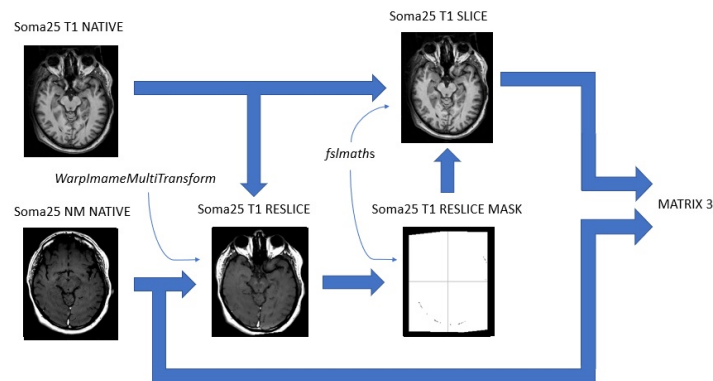 Soma25 T1 NATIVE
Soma25 T1 SLICE
fslmaths
WarpImameMultiTransform
Soma25 NM NATIVE
Soma25 T1 RESLICE
Soma25 T1 RESLICE MASK
MATRIX 3